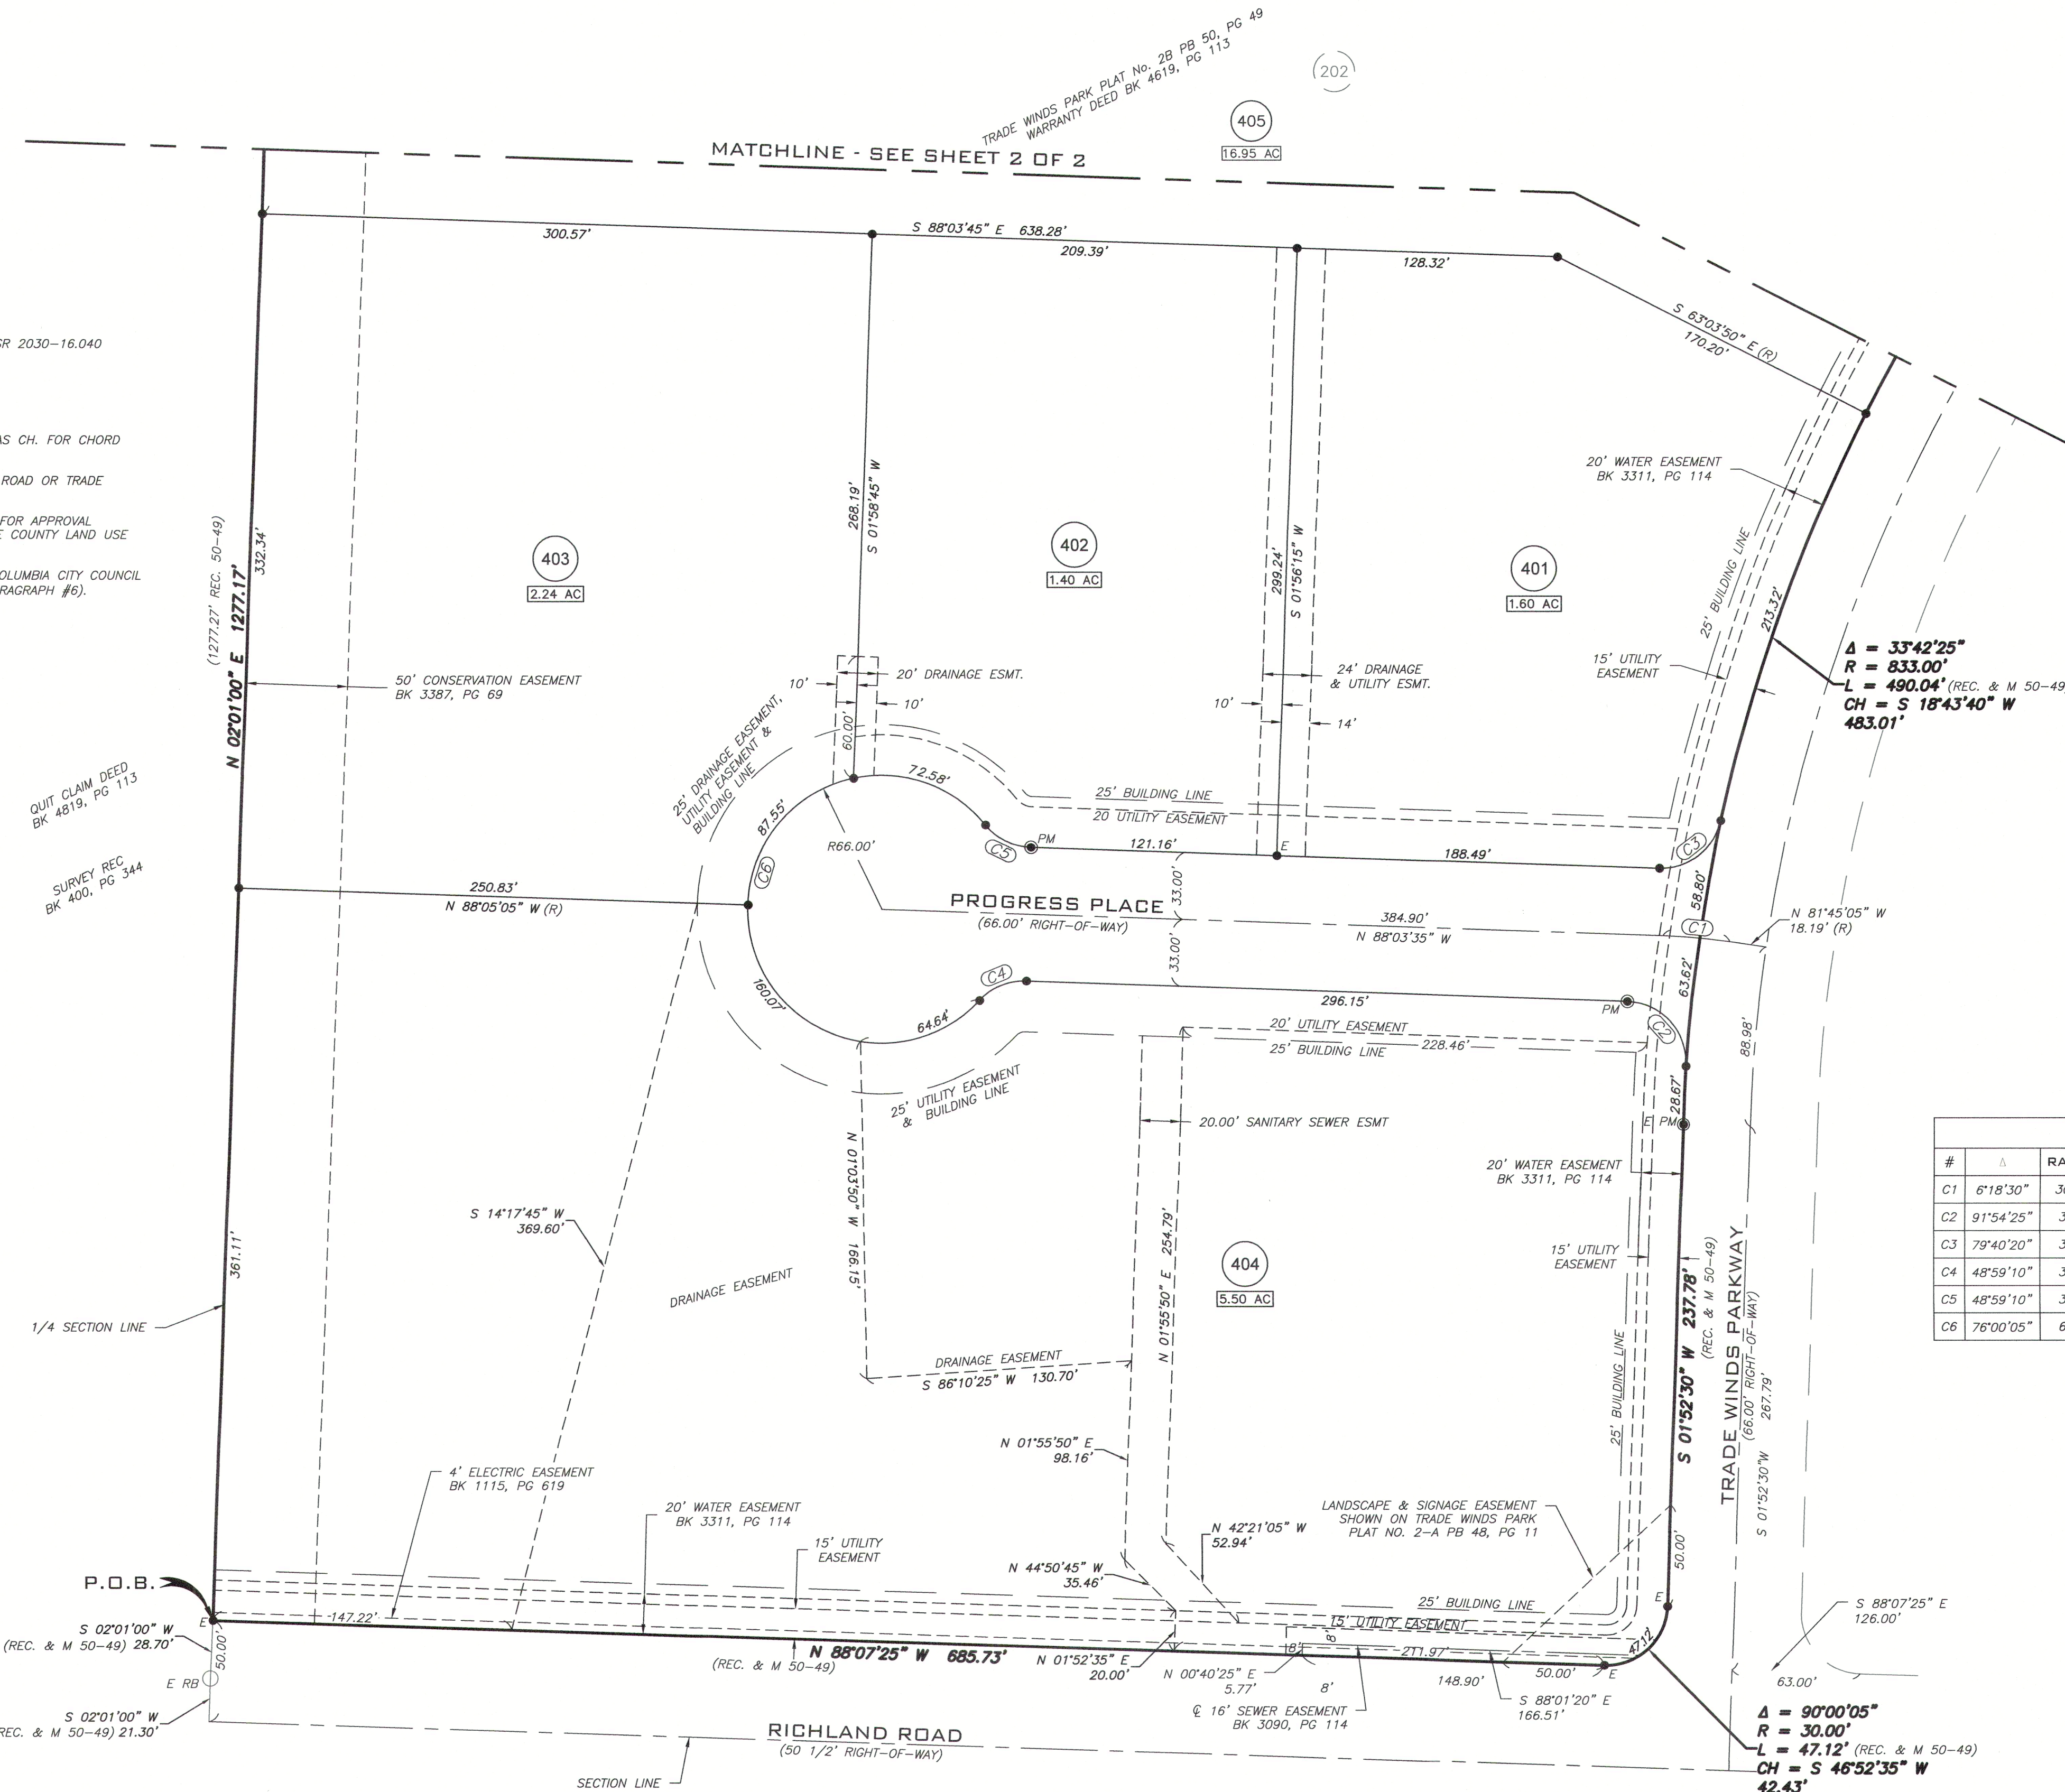 TRADE WINDS PARK PLAT No. 2B PB 50, PG 49
WARRANTY DEED BK 4619, PG 113
202
405
16.95 AC
MATCHLINE - SEE SHEET 2 OF 2
S 88°03'45" E 638.28'
300.57'
209.39'
128.32'
S 63°03'50" E (R)
170.20'
SR 2030-16.040
AS CH. FOR CHORD
ROAD OR TRADE
FOR APPROVAL
E COUNTY LAND USE
OLUMBIA CITY COUNCIL
RAGRAPH #6).
(1277.27' REC. 50-49)
N 02°01'00" E 1277.17'
332.34'
403
2.24 AC
268.19'
S 01°58'45" W
402
1.40 AC
299.24'
S 01°56'15" W
401
1.60 AC
20' WATER EASEMENT
BK 3311, PG 114
25' BUILDING LINE
213.32'
15' UTILITY
EASEMENT
Δ = 33°42'25"
R = 833.00'
L = 490.04' (REC. & M 50-49
CH = S 18°43'40" W
483.01'
50' CONSERVATION EASEMENT
BK 3387, PG 69
20' DRAINAGE ESMT.
10'
10'
60.00'
24' DRAINAGE
& UTILITY ESMT.
10'
14'
25' DRAINAGE EASEMENT,
UTILITY EASEMENT &
BUILDING LINE
QUIT CLAIM DEED
BK 4819, PG 113
SURVEY REC
BK 400, PG 344
72.58'
87.55'
C6
R66.00'
C5
PM
25' BUILDING LINE
20 UTILITY EASEMENT
121.16'
E
188.49'
C3
58.80'
250.83'
N 88°05'05" W (R)
PROGRESS PLACE
(66.00' RIGHT-OF-WAY)
33.00'
33.00'
384.90'
N 88°03'35" W
C1
N 81°45'05" W
18.19' (R)
63.62'
88.98'
C4
160.07'
64.64'
296.15'
PM
C2
20' UTILITY EASEMENT
25' BUILDING LINE
228.46'
28.67'
E PM
25' UTILITY EASEMENT
& BUILDING LINE
20.00' SANITARY SEWER ESMT
N 01°03'50" W 166.15'
N 01°55'50" E 254.79'
20' WATER EASEMENT
BK 3311, PG 114
S 14°17'45" W
369.60'
361.11'
1/4 SECTION LINE
DRAINAGE EASEMENT
404
5.50 AC
15' UTILITY
EASEMENT
DRAINAGE EASEMENT
S 86°10'25" W 130.70'
25' BUILDING LINE
S 01°52'30" W 237.78'
(REC. & M 50-49)
TRADE WINDS PARKWAY
(66.00' RIGHT-OF-WAY)
S 01°52'30"W 267.79'
# Δ RA
C1 6°18'30" 30
C2 91°54'25" 3
C3 79°40'20" 3
C4 48°59'10" 3
C5 48°59'10" 3
C6 76°00'05" 6
N 01°55'50" E
98.16'
4' ELECTRIC EASEMENT
BK 1115, PG 619
20' WATER EASEMENT
BK 3311, PG 114
15' UTILITY
EASEMENT
N 44°50'45" W
35.46'
N 42°21'05" W
52.94'
LANDSCAPE & SIGNAGE EASEMENT
SHOWN ON TRADE WINDS PARK
PLAT NO. 2-A PB 48, PG 11
50.00'
25' BUILDING LINE
15' UTILITY EASEMENT
E
P.O.B.
E
147.22'
S 02°01'00" W
(REC. & M 50-49) 28.70'
50.00'
E RB
S 02°01'00" W
REC. & M 50-49) 21.30'
N 88°07'25" W 685.73'
(REC. & M 50-49)
N 01°52'35" E
20.00'
8'
8'
211.97'
N 00°40'25" E
5.77'
8'
148.90'
50.00'
E
47.12'
S 88°01'20" E
166.51'
℄ 16' SEWER EASEMENT
BK 3090, PG 114
S 88°07'25" E
126.00'
63.00'
Δ = 90°00'05"
R = 30.00'
L = 47.12' (REC. & M 50-49)
CH = S 46°52'35" W
42.43'
RICHLAND ROAD
(50 1/2' RIGHT-OF-WAY)
SECTION LINE